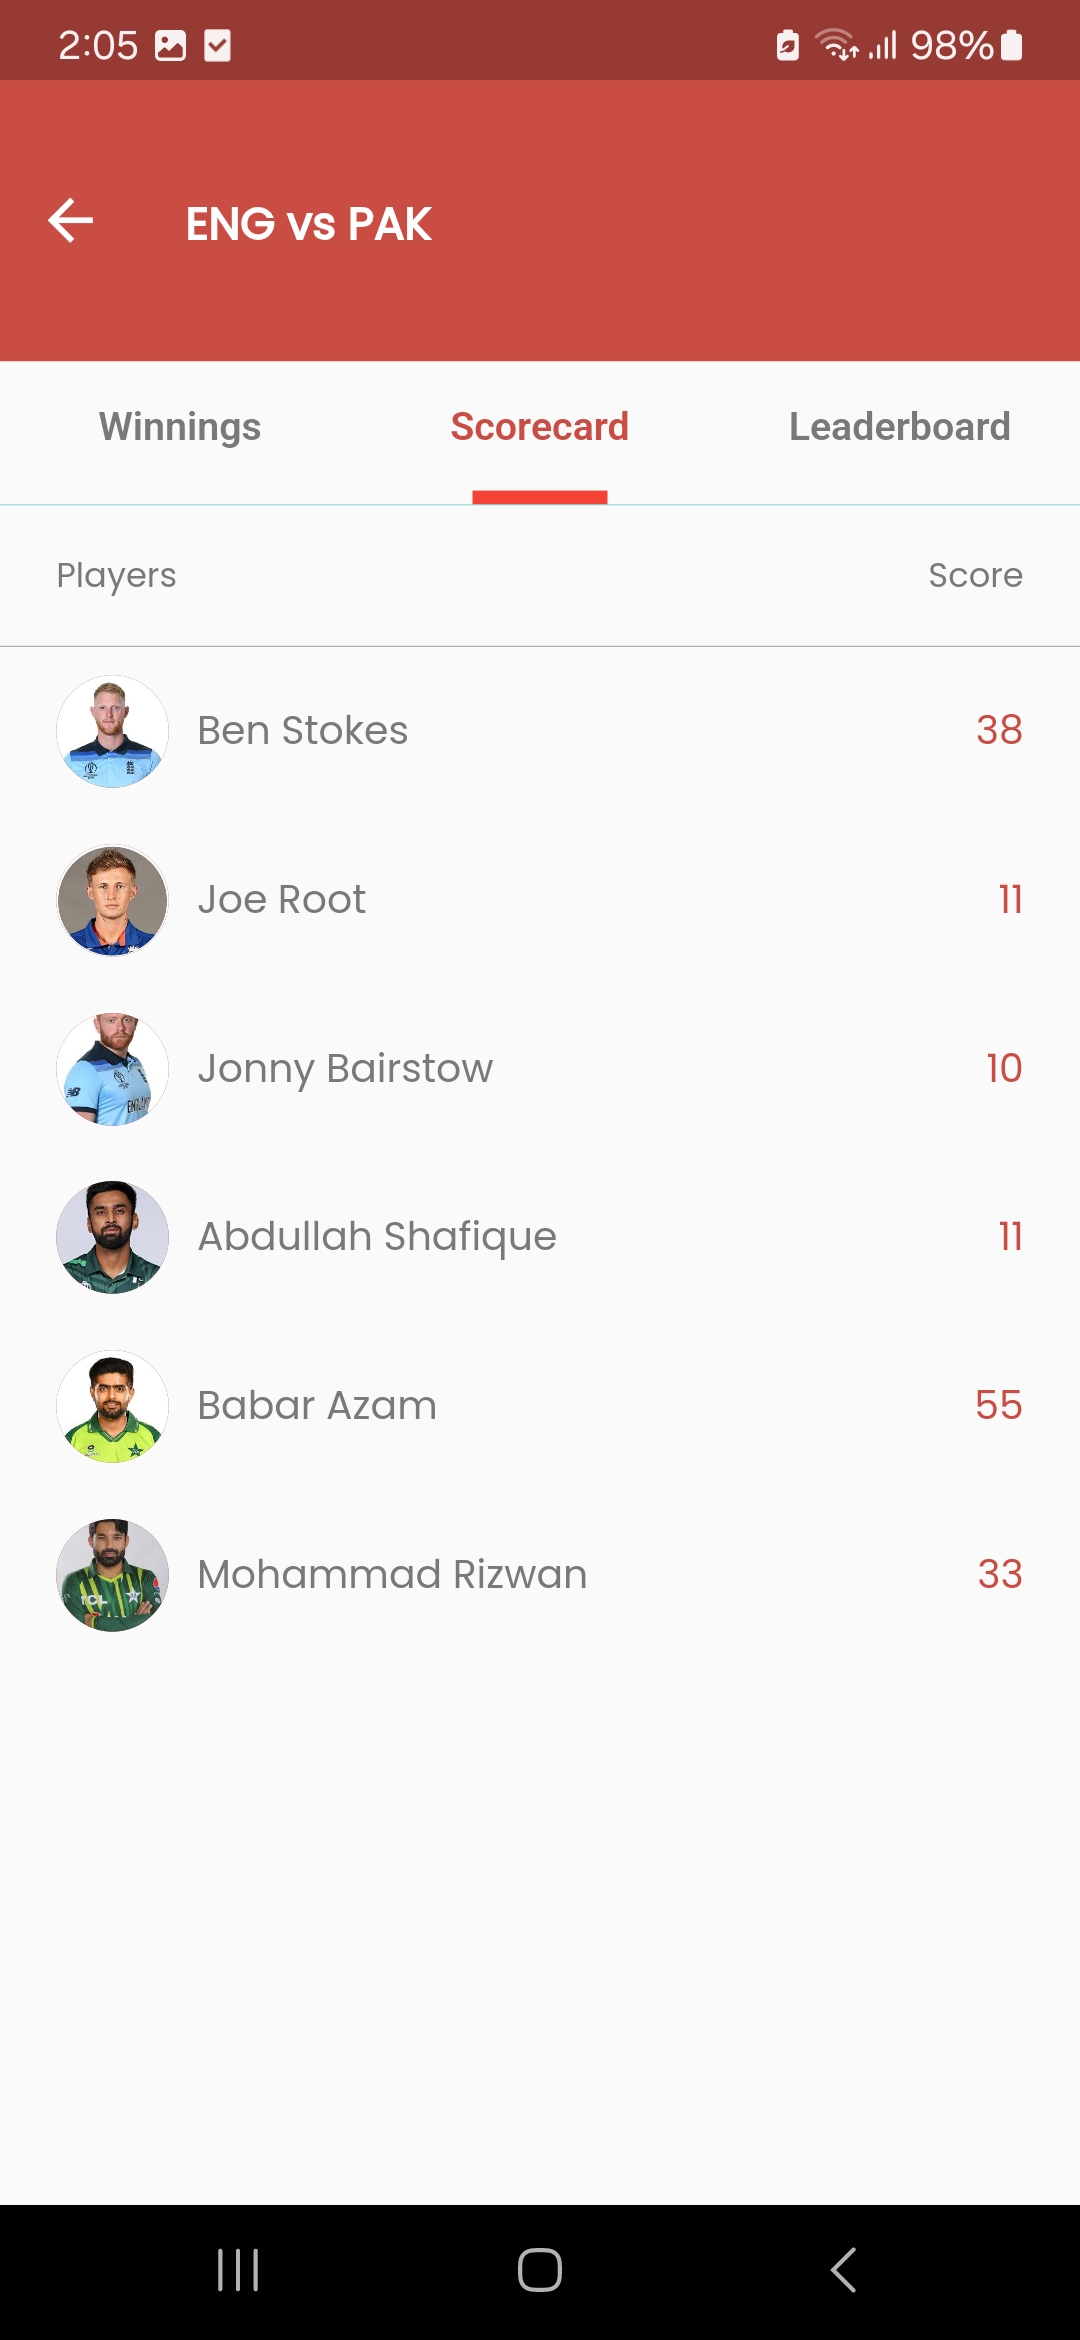 2:05 98%
ENG vs PAK
Winnings Scorecard Leaderboard
Players Score
Ben Stokes 38
Joe Root 11
Jonny Bairstow 10
Abdullah Shafique 11
Babar Azam 55
Mohammad Rizwan 33